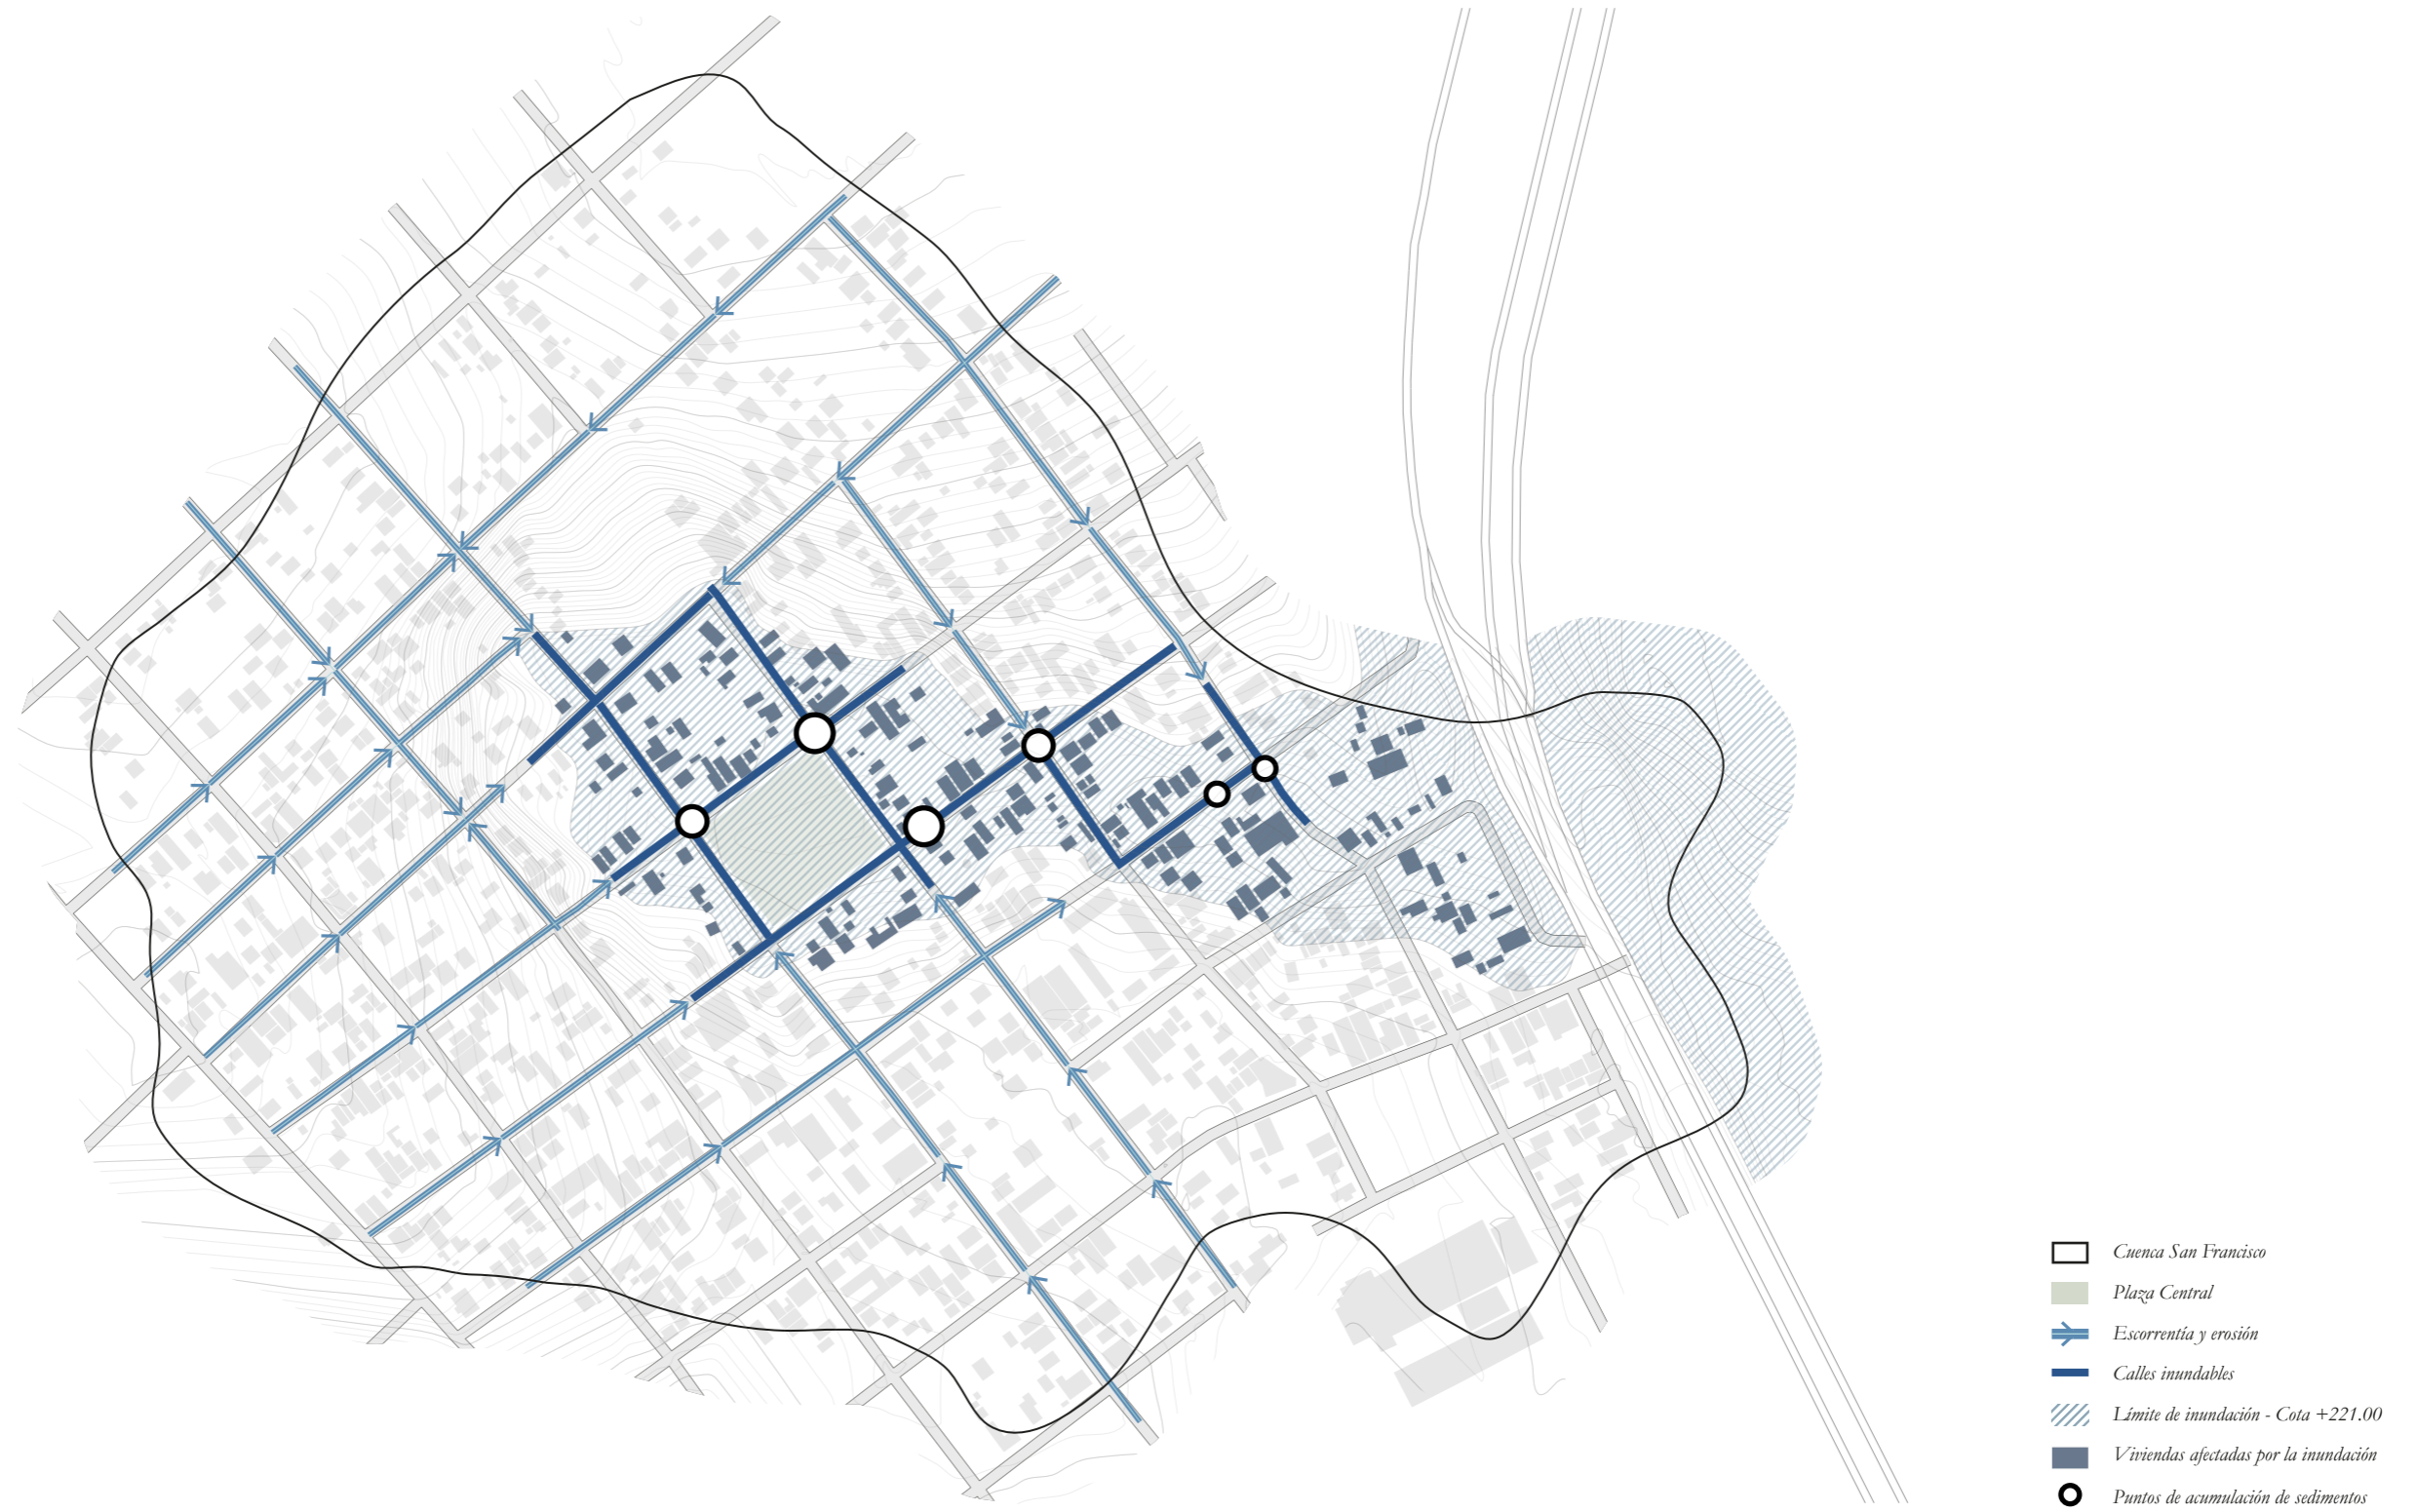 Cuenca San Francisco
Plaza Central
Escorrentía y erosión
Calles inundables
Límite de inundación - Cota +221.00
Viviendas afectadas por la inundación
Puntos de acumulación de sedimentos